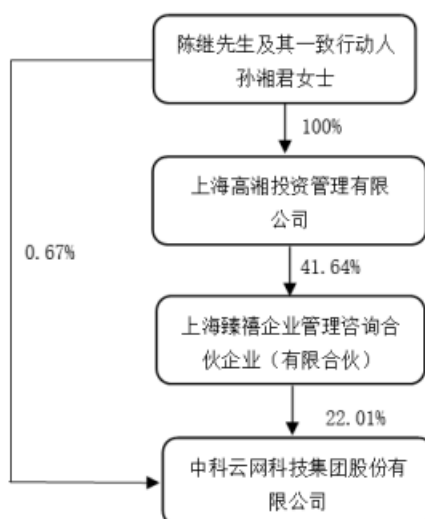 陈继先生及其一致行动人
孙湘君女士
100%
上海高湘投资管理有限
公司
0.67%
41.64%
上海臻禧企业管理咨询合
伙企业（有限合伙）
22.01%
中科云网科技集团股份有
限公司